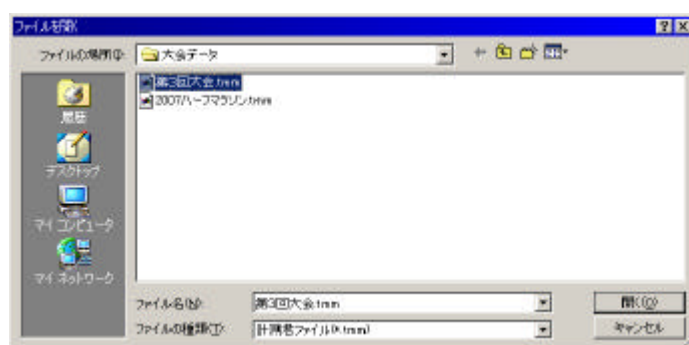 ファイルを開く
ファイルの場所(I):
大会データ
第3回大会.tmm
2007ハーフマラソン.tmm
履歴
デスクトップ
マイ コンピュータ
マイ ネットワーク
ファイル名(N):
第3回大会.tmm
開く(O)
ファイルの種類(T):
計測君ファイル(*.tmm)
キャンセル